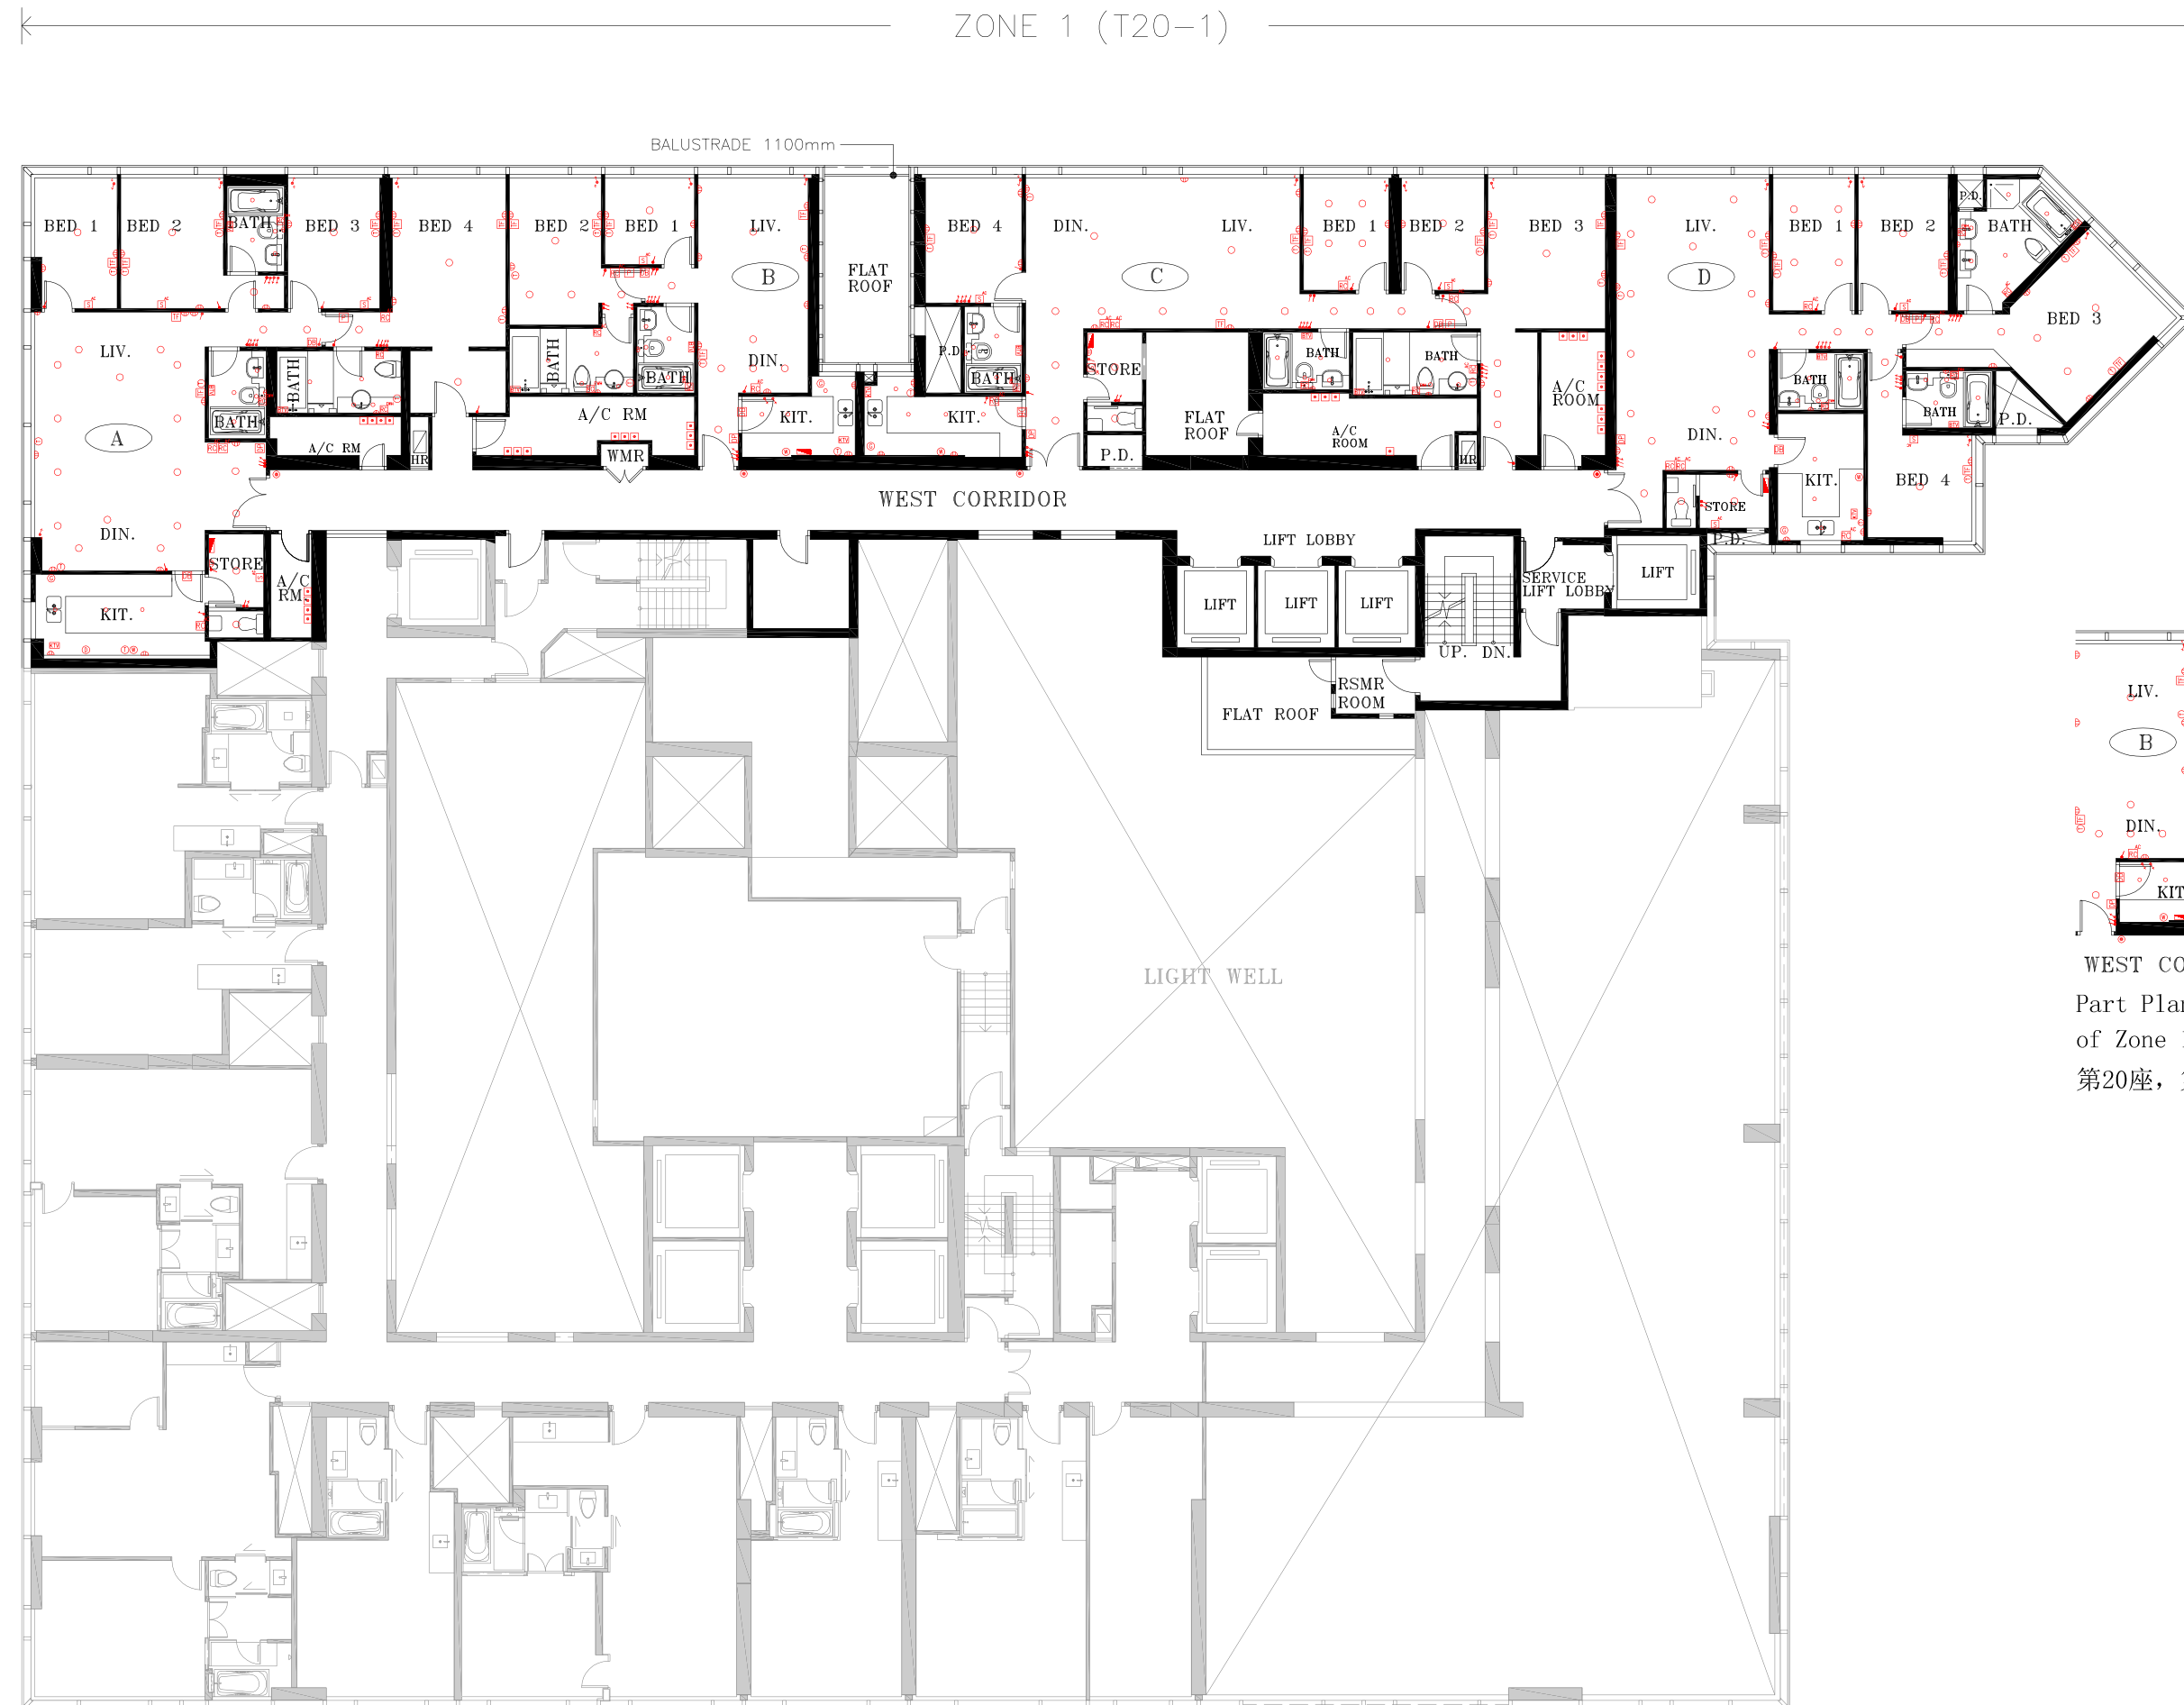 ZONE 1 (T20-1)
BALUSTRADE 1100mm
BED 1
BED 2
BATH
BED 3
BED 4
BED 2
BED 1
LIV.
B
FLAT
ROOF
BED 4
DIN.
LIV.
C
BED 1
BED 2
BED 3
LIV.
D
BED 1
BED 2
P.D.
BATH
BED 3
LIV.
BATH
BATH
DIN.
BATH
P.D.
BATH
STORE
BATH
BATH
A/C
ROOM
BATH
BATH
P.D.
A
BATH
A/C RM
HR
A/C RM
WMR
KIT.
KIT.
P.D.
FLAT
ROOF
A/C
ROOM
HR
DIN.
KIT.
BED 4
STORE
P.D.
WEST CORRIDOR
DIN.
STORE
A/C
RM
KIT.
LIFT LOBBY
LIFT
LIFT
LIFT
SERVICE
LIFT LOBBY
LIFT
UP. DN.
RSMR
ROOM
FLAT ROOF
LIGHT WELL
LIV.
B
DIN.
KIT
WEST CO
Part Plan
of Zone
第20座，